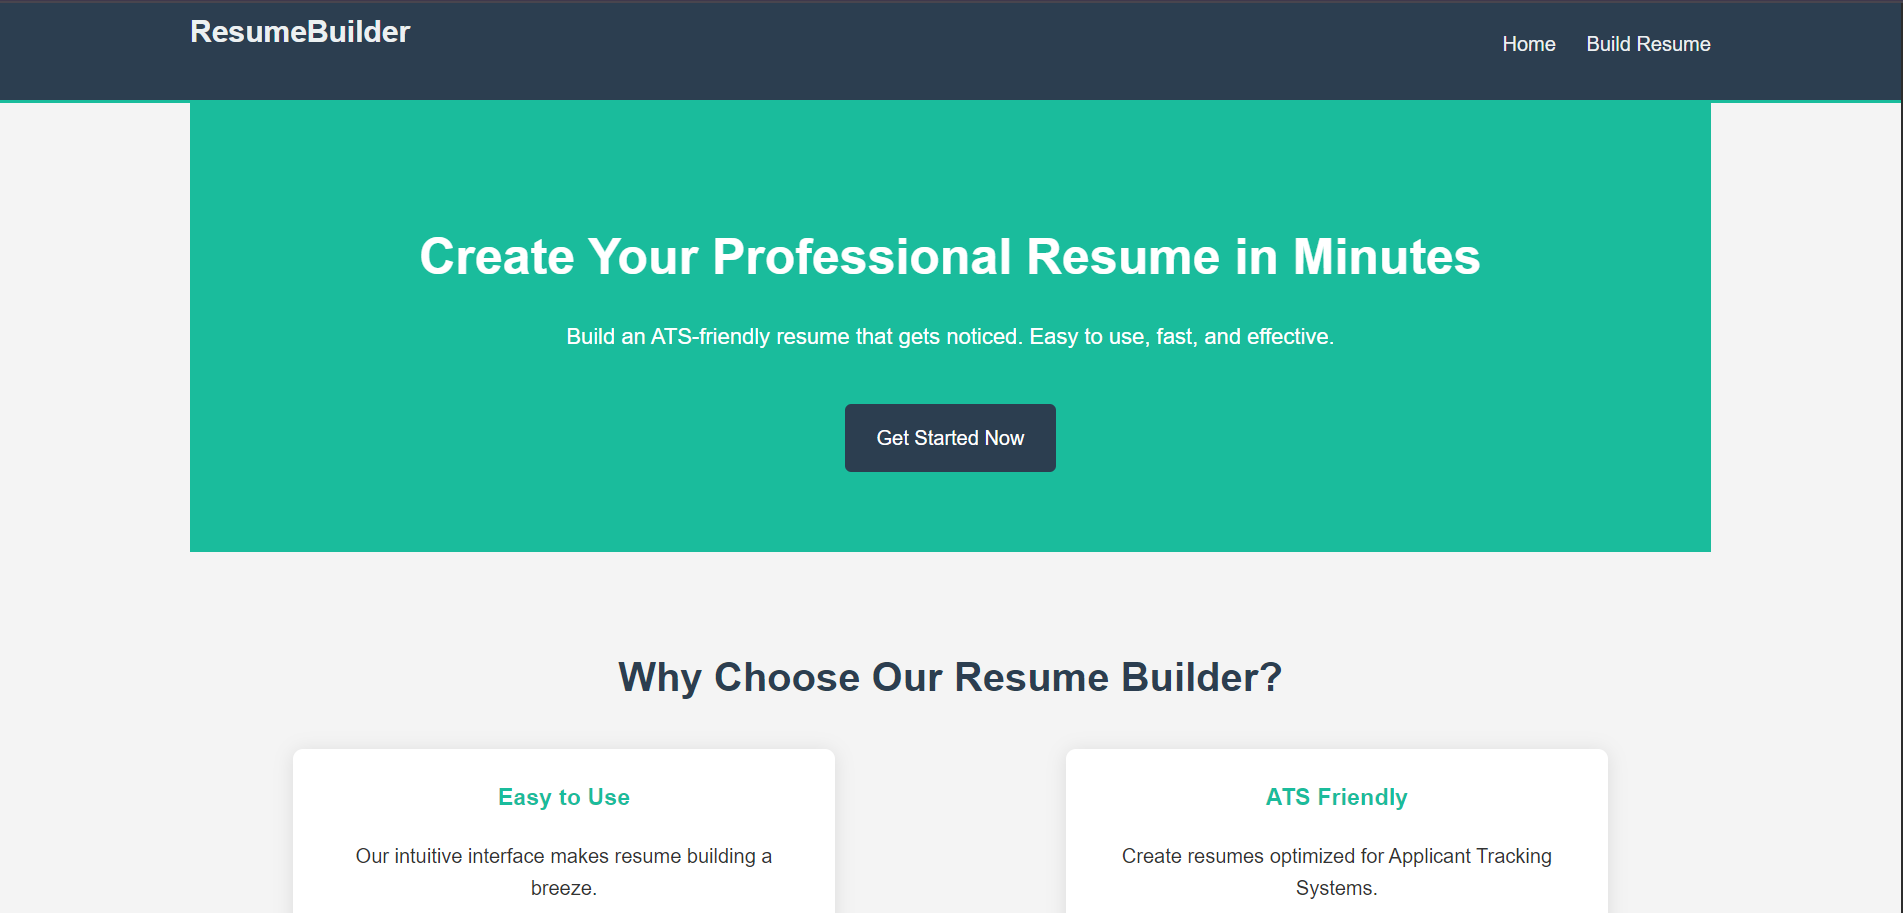 ResumeBuilder
Home Build Resume
Create Your Professional Resume in Minutes
Build an ATS-friendly resume that gets noticed. Easy to use, fast, and effective.
Get Started Now
Why Choose Our Resume Builder?
Easy to Use
Our intuitive interface makes resume building a
breeze.
ATS Friendly
Create resumes optimized for Applicant Tracking
Systems.